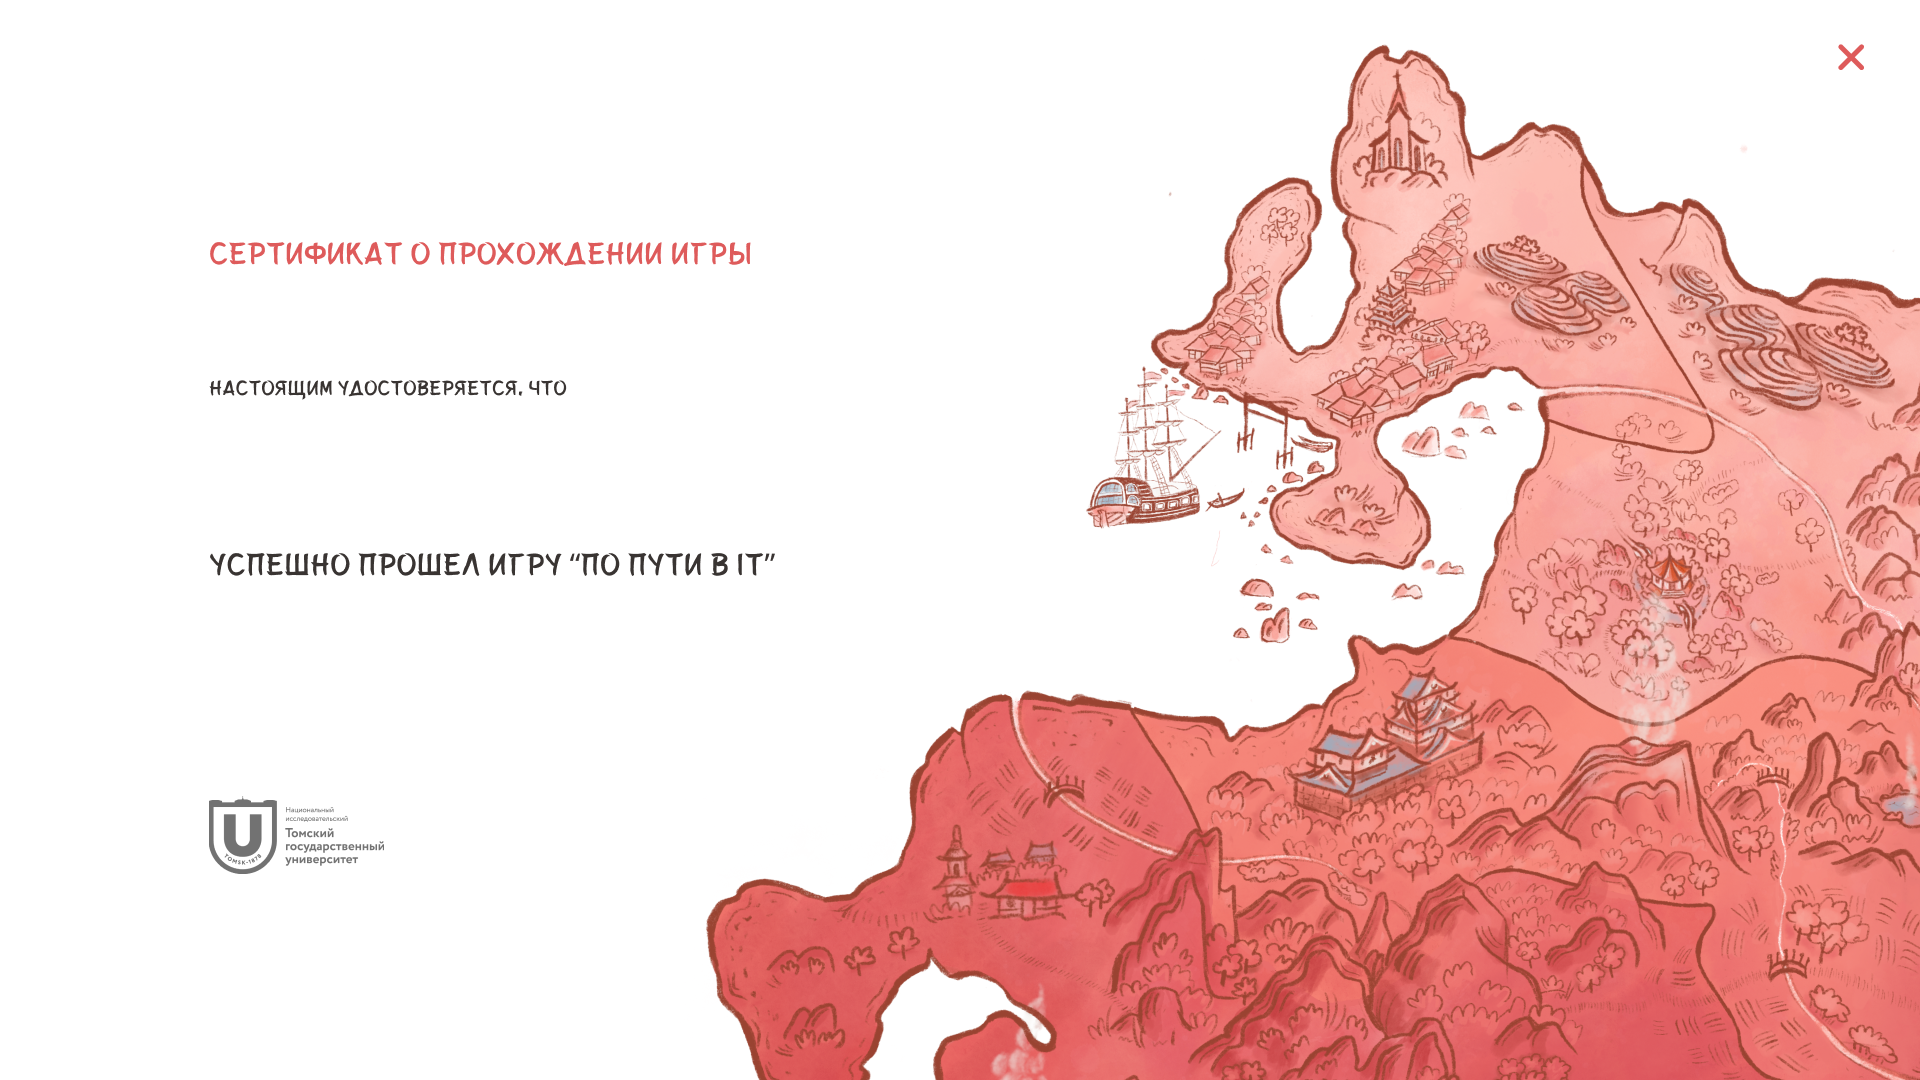 СЕРТИФИКАТ О ПРОХОЖДЕНИИ ИГРЫ
НАСТОЯЩИМ УДОСТОВЕРЯЕТСЯ, ЧТО
УСПЕШНО ПРОШЕЛ ИГРУ “ПО ПУТИ В IT”
TOMSK-1878
Национальный
исследовательский
Томский
государственный
университет